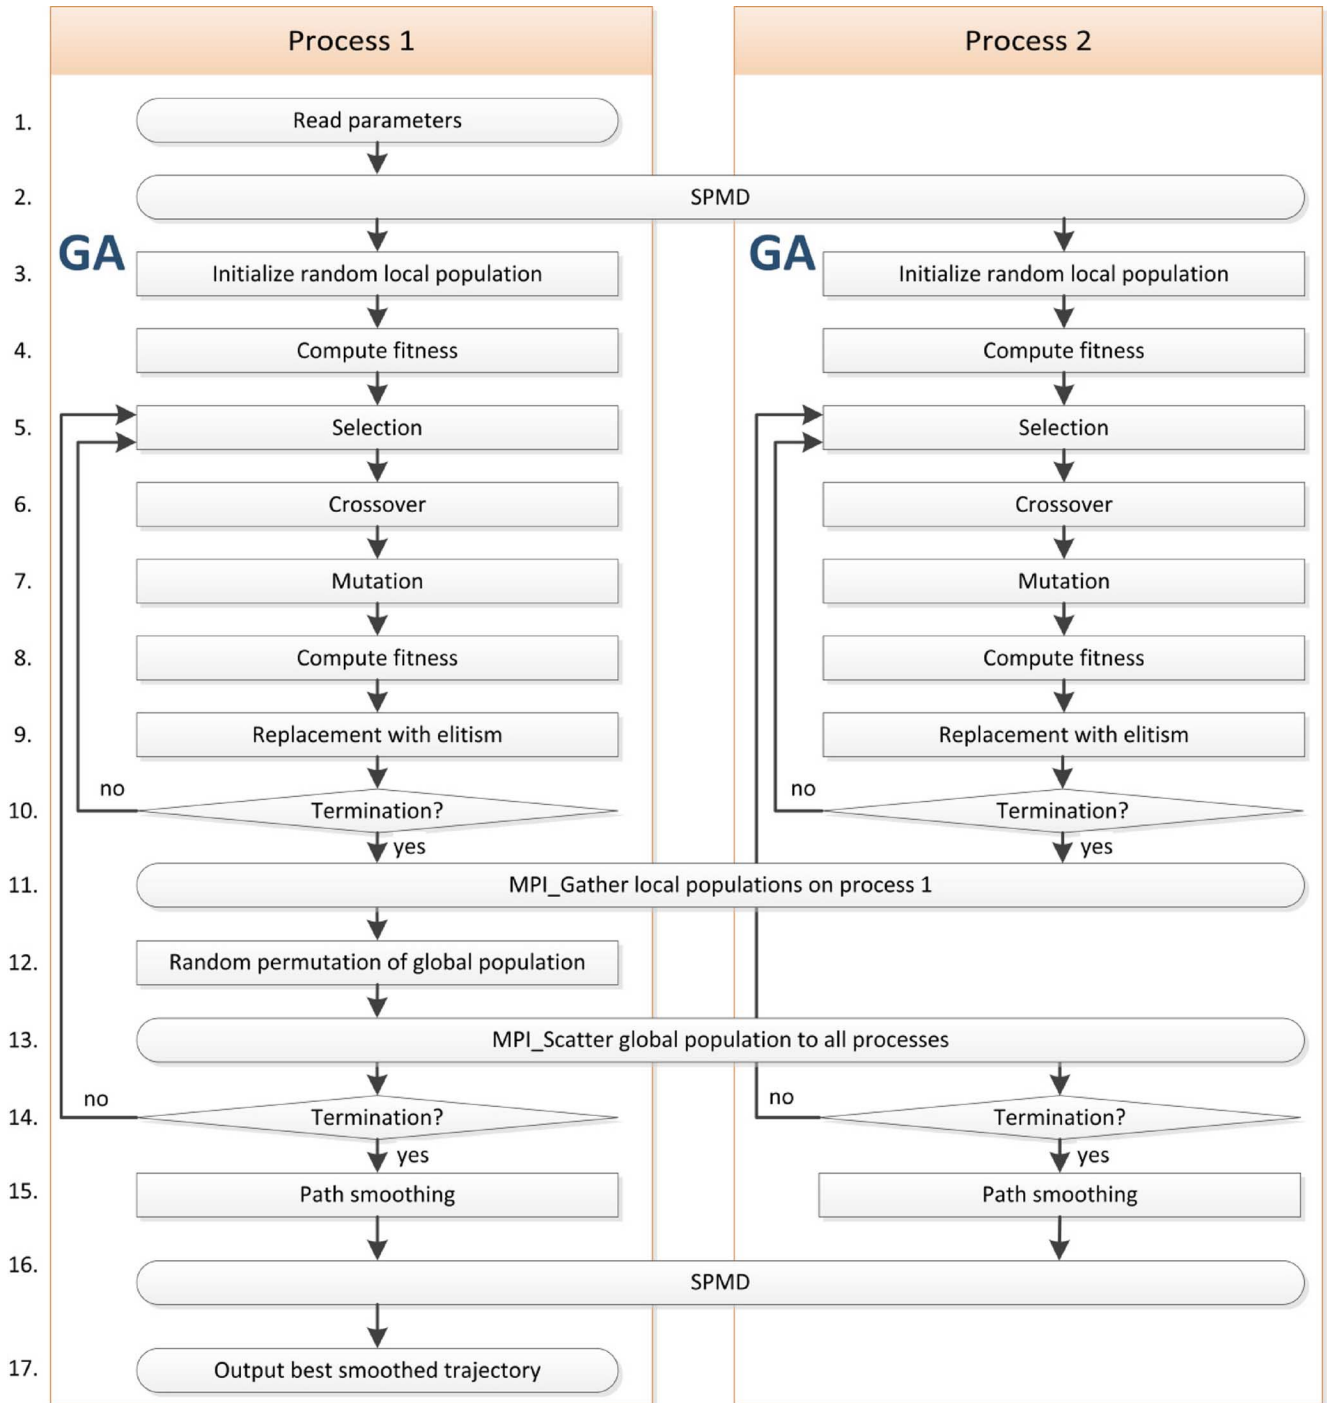 Process 1 Process 2
1. Read parameters
2. SPMD
GA GA
3. Initialize random local population Initialize random local population
4. Compute fitness Compute fitness
5. Selection Selection
6. Crossover Crossover
7. Mutation Mutation
8. Compute fitness Compute fitness
9. Replacement with elitism Replacement with elitism
no no
10. Termination? Termination?
yes yes
11. MPI_Gather local populations on process 1
12. Random permutation of global population
13. MPI_Scatter global population to all processes
no no
14. Termination? Termination?
yes yes
15. Path smoothing Path smoothing
16. SPMD
17. Output best smoothed trajectory